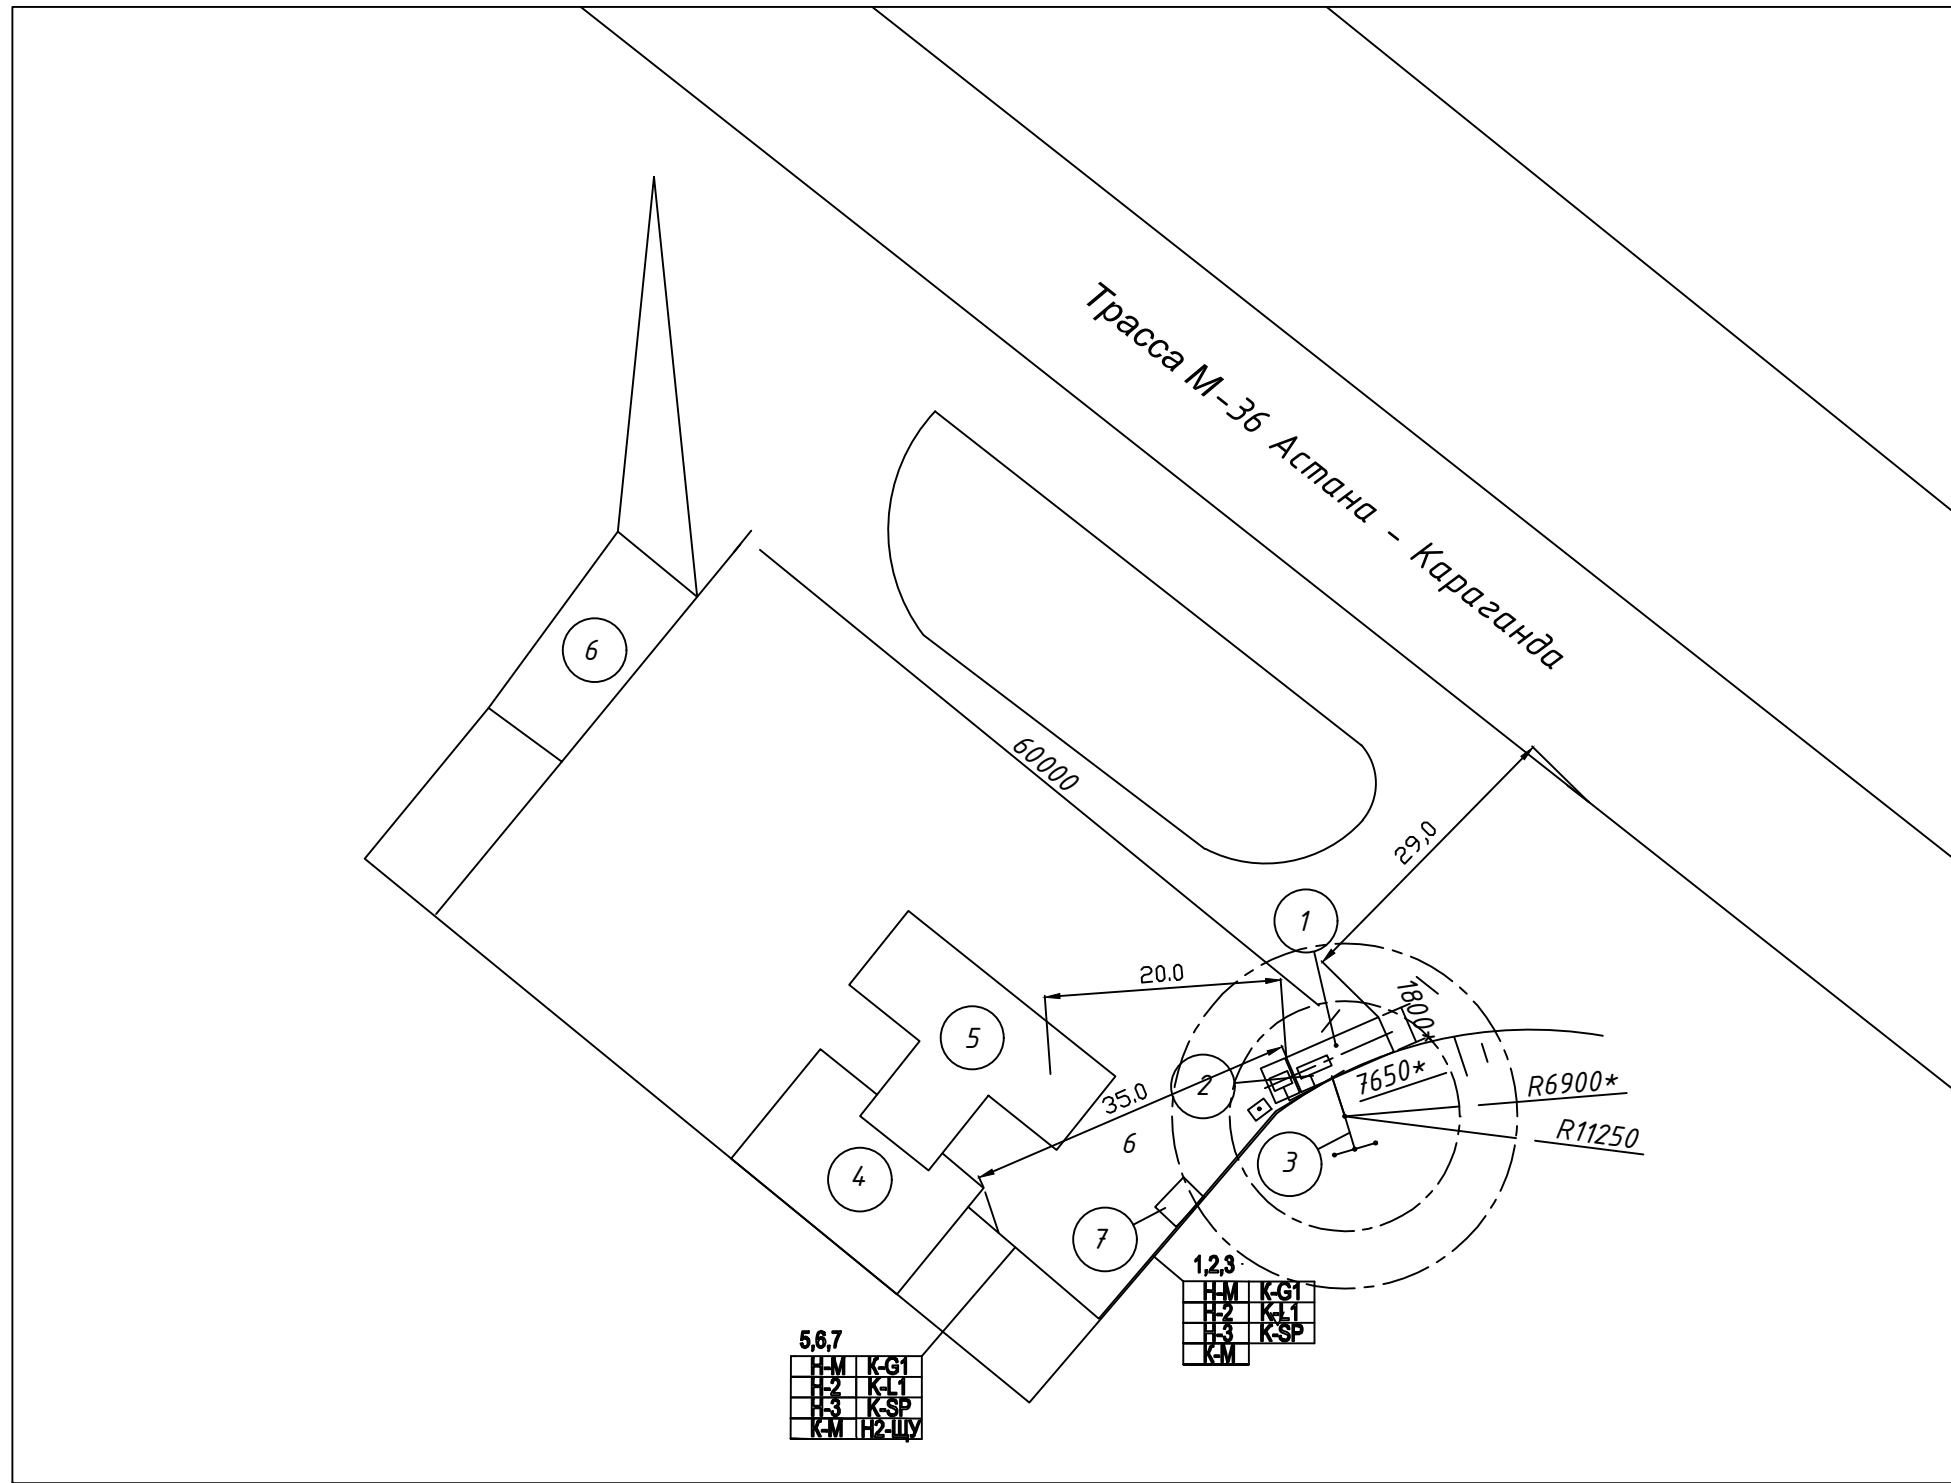 Трасса М-36 Астана - Караганда
6
60000
29,0
1
20.0
1800*
5
2
7650*
35.0
R6900*
6
R11250
3
4
7
1,2,3
Н-М К-G1
Н-2 К-L1
Н-3 К-SP
К-М
5,6,7
Н-М К-G1
Н-2 К-L1
Н-3 К-SP
К-М Н2-ЩУ